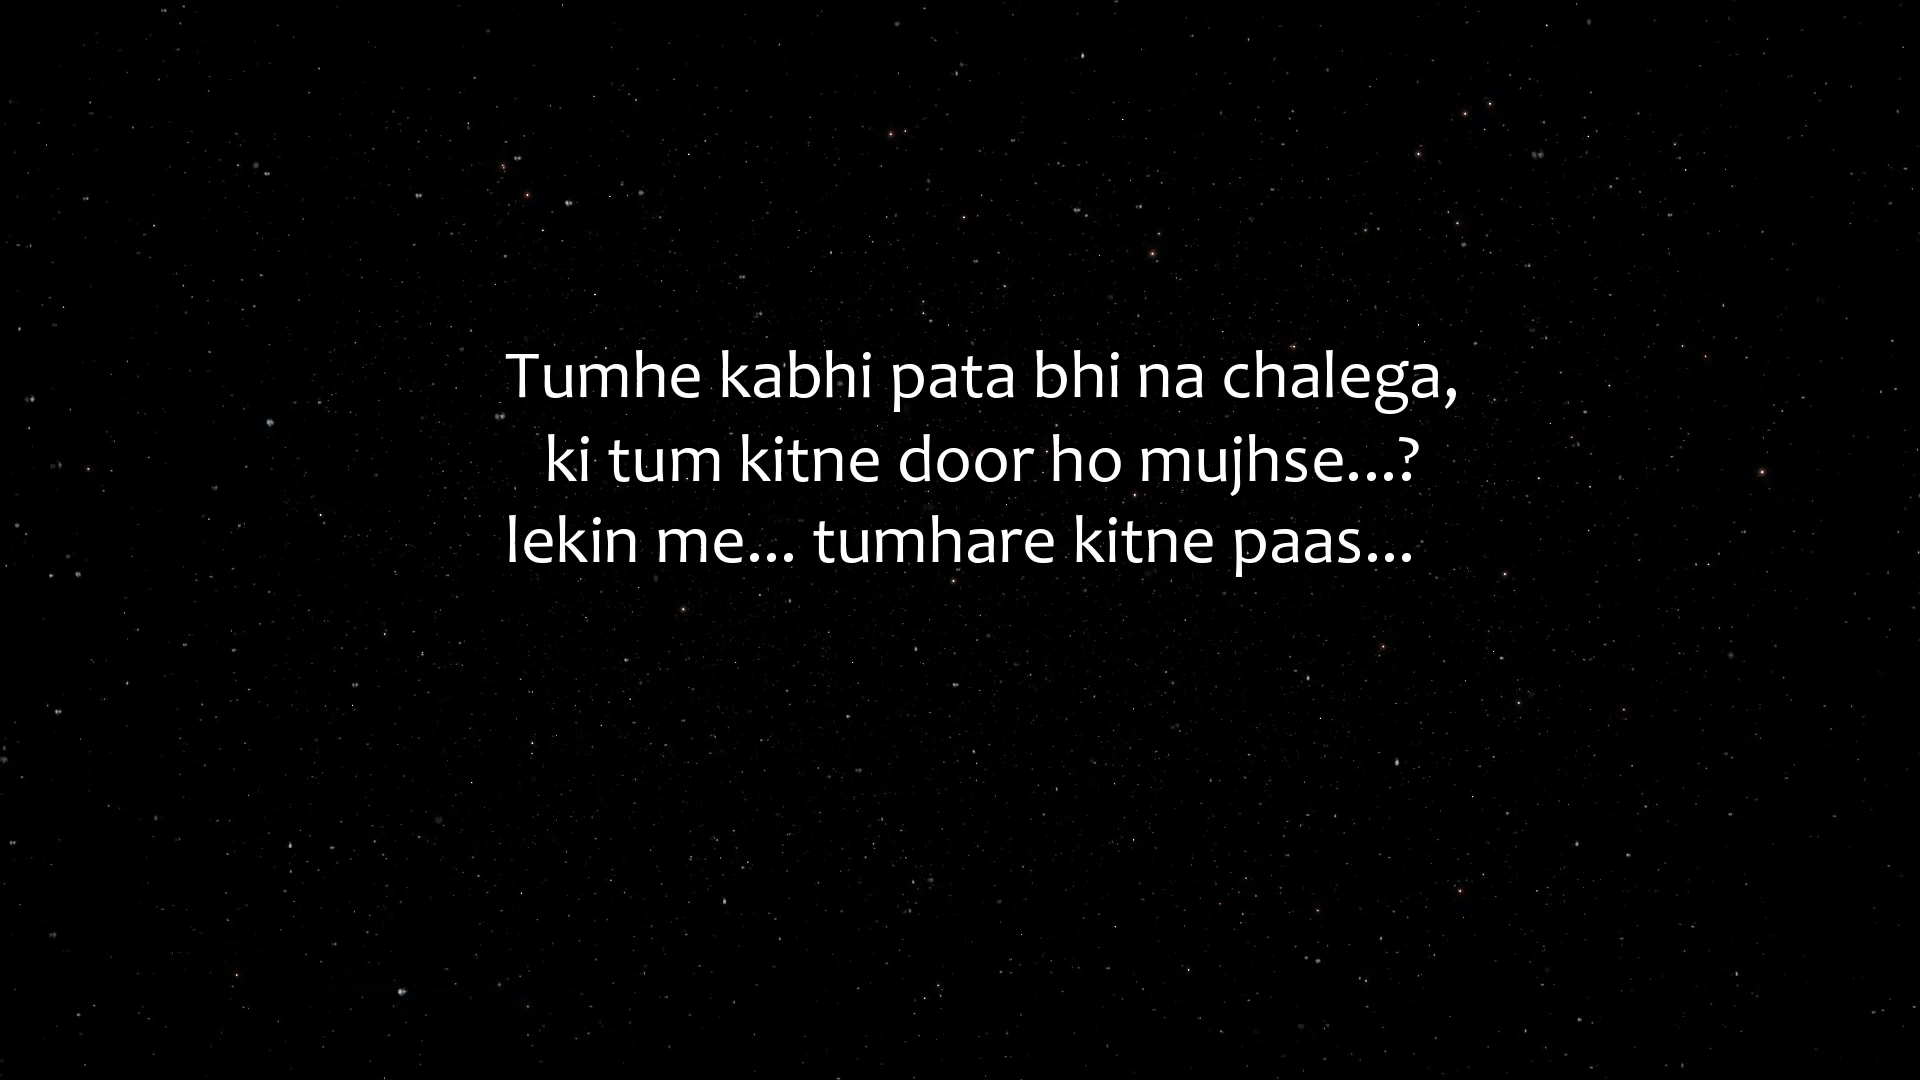 Tumhe kabhi pata bhi na chalega,
ki tum kitne door ho mujhse...?
lekin me... tumhare kitne paas...